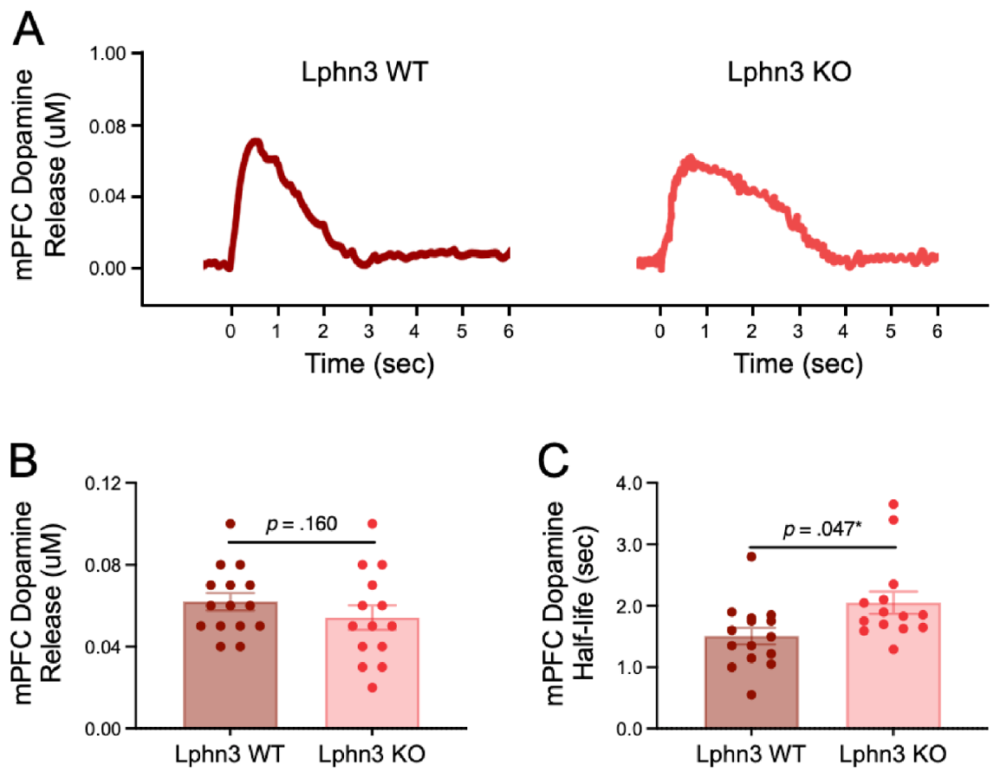 A
mPFC Dopamine
Release (uM)
1.00
0.08
0.04
0.00
Lphn3 WT
Lphn3 KO
0 1 2 3 4 5 6
0 1 2 3 4 5 6
Time (sec)
Time (sec)
B
mPFC Dopamine
Release (uM)
0.12
0.08
0.04
0.00
p = .160
Lphn3 WT
Lphn3 KO
C
mPFC Dopamine
Half-life (sec)
4.0
3.0
2.0
1.0
0.0
p = .047*
Lphn3 WT
Lphn3 KO